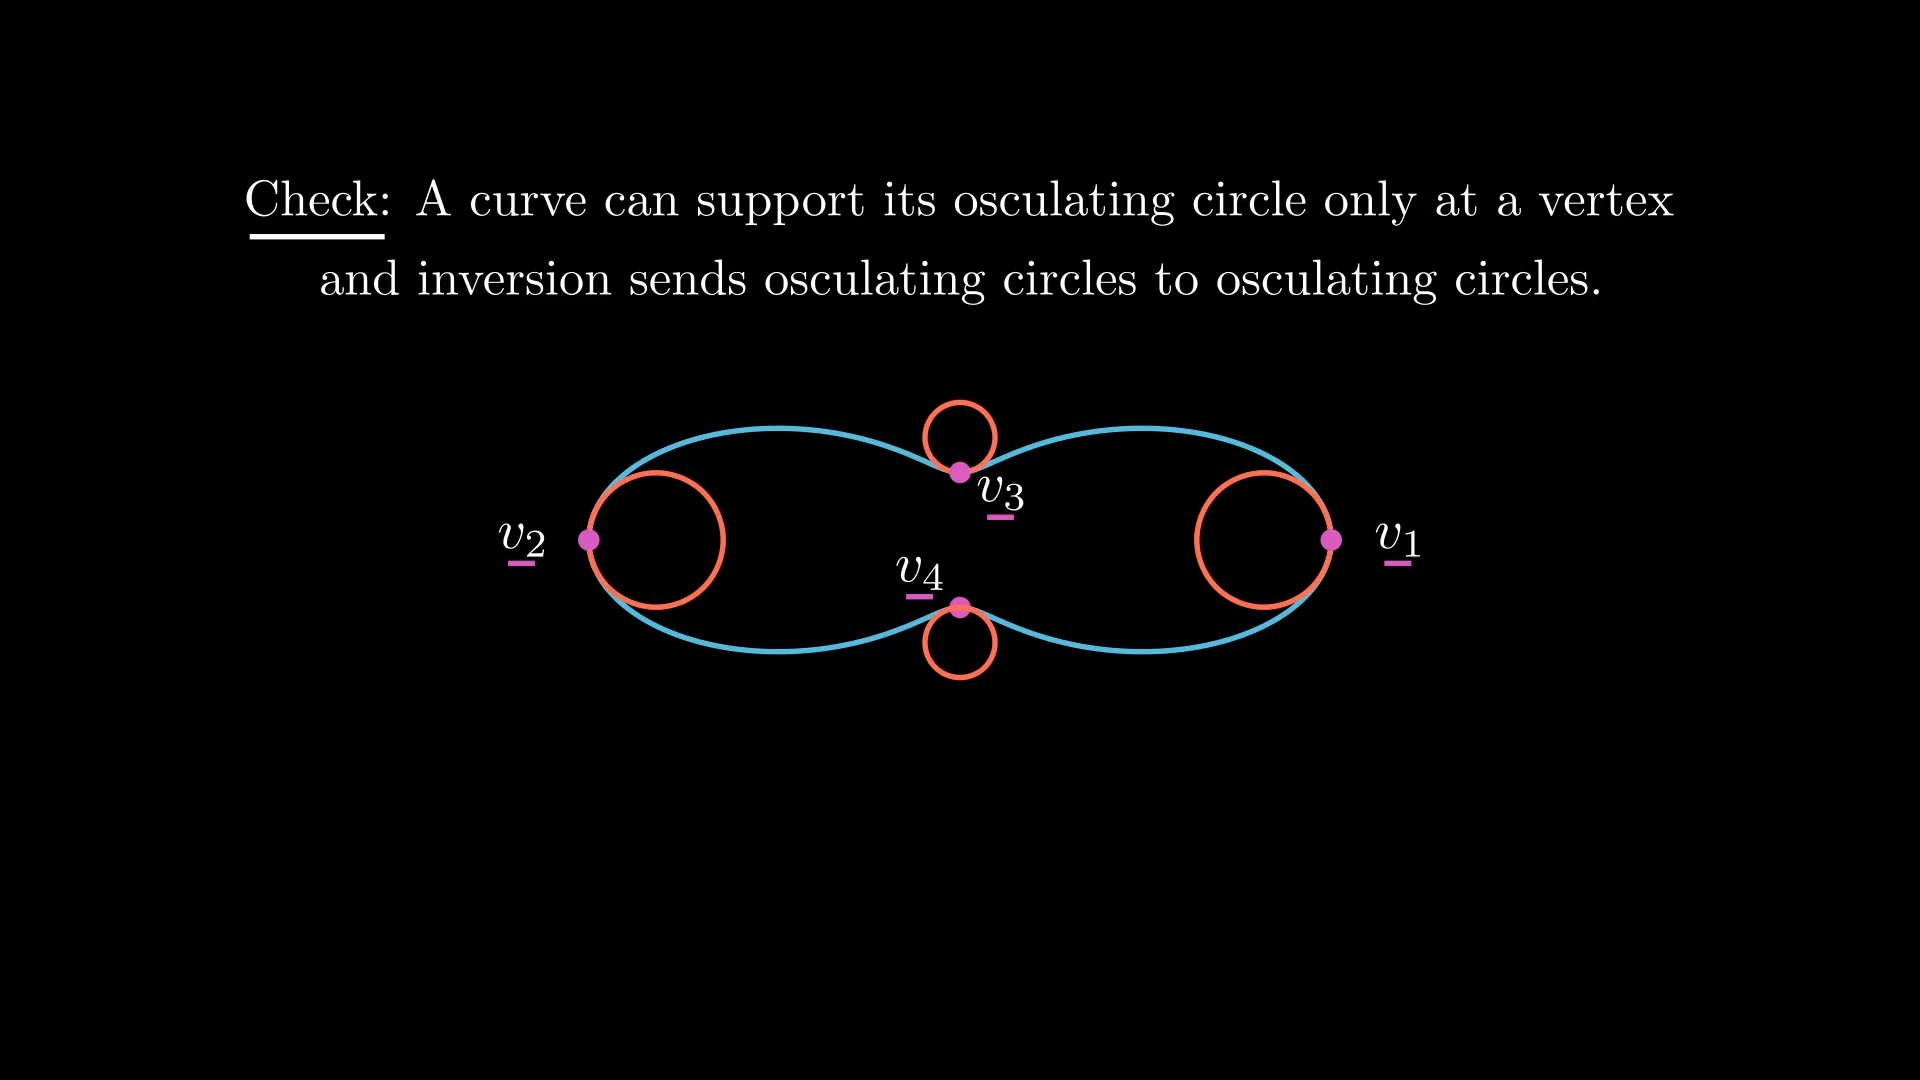 Check: A curve can support its osculating circle only at a vertex
and inversion sends osculating circles to osculating circles.
v₃
v₂
v₁
v₄